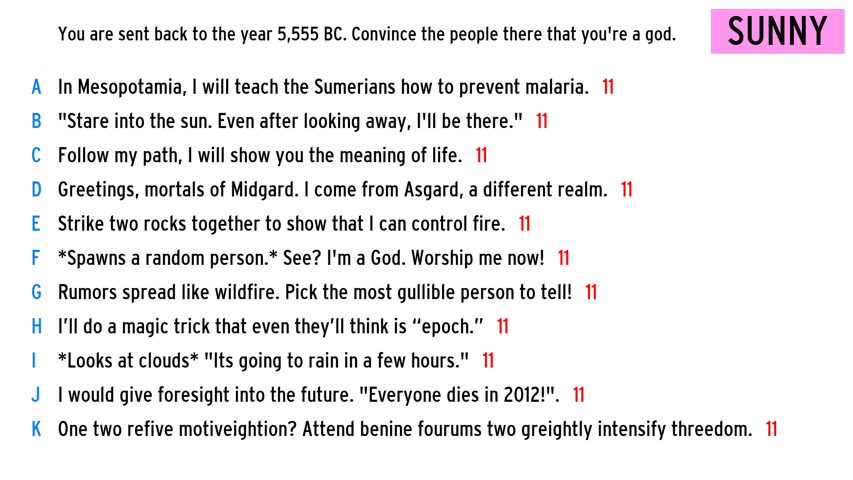 You are sent back to the year 5,555 BC. Convince the people there that you're a god. SUNNY
A In Mesopotamia, I will teach the Sumerians how to prevent malaria. 11
B "Stare into the sun. Even after looking away, I'll be there." 11
C Follow my path, I will show you the meaning of life. 11
D Greetings, mortals of Midgard. I come from Asgard, a different realm. 11
E Strike two rocks together to show that I can control fire. 11
F *Spawns a random person.* See? I'm a God. Worship me now! 11
G Rumors spread like wildfire. Pick the most gullible person to tell! 11
H I’ll do a magic trick that even they’ll think is “epoch.” 11
I *Looks at clouds* "Its going to rain in a few hours." 11
J I would give foresight into the future. "Everyone dies in 2012!". 11
K One two refive motiveightion? Attend benine fourums two greightly intensify threedom. 11